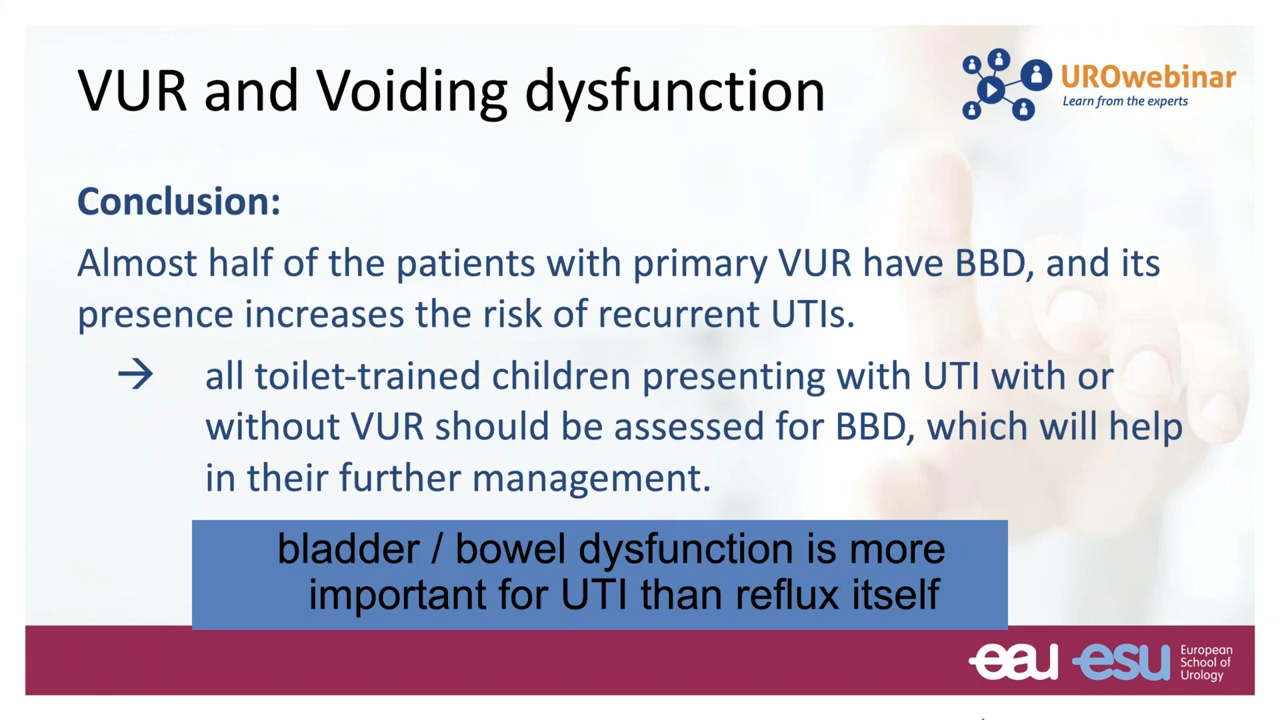 VUR and Voiding dysfunction
UROwebinar
Learn from the experts
Conclusion:
Almost half of the patients with primary VUR have BBD, and its
presence increases the risk of recurrent UTIs.
→ all toilet-trained children presenting with UTI with or
without VUR should be assessed for BBD, which will help
in their further management.
bladder / bowel dysfunction is more
important for UTI than reflux itself
eau esu European
School of
Urology